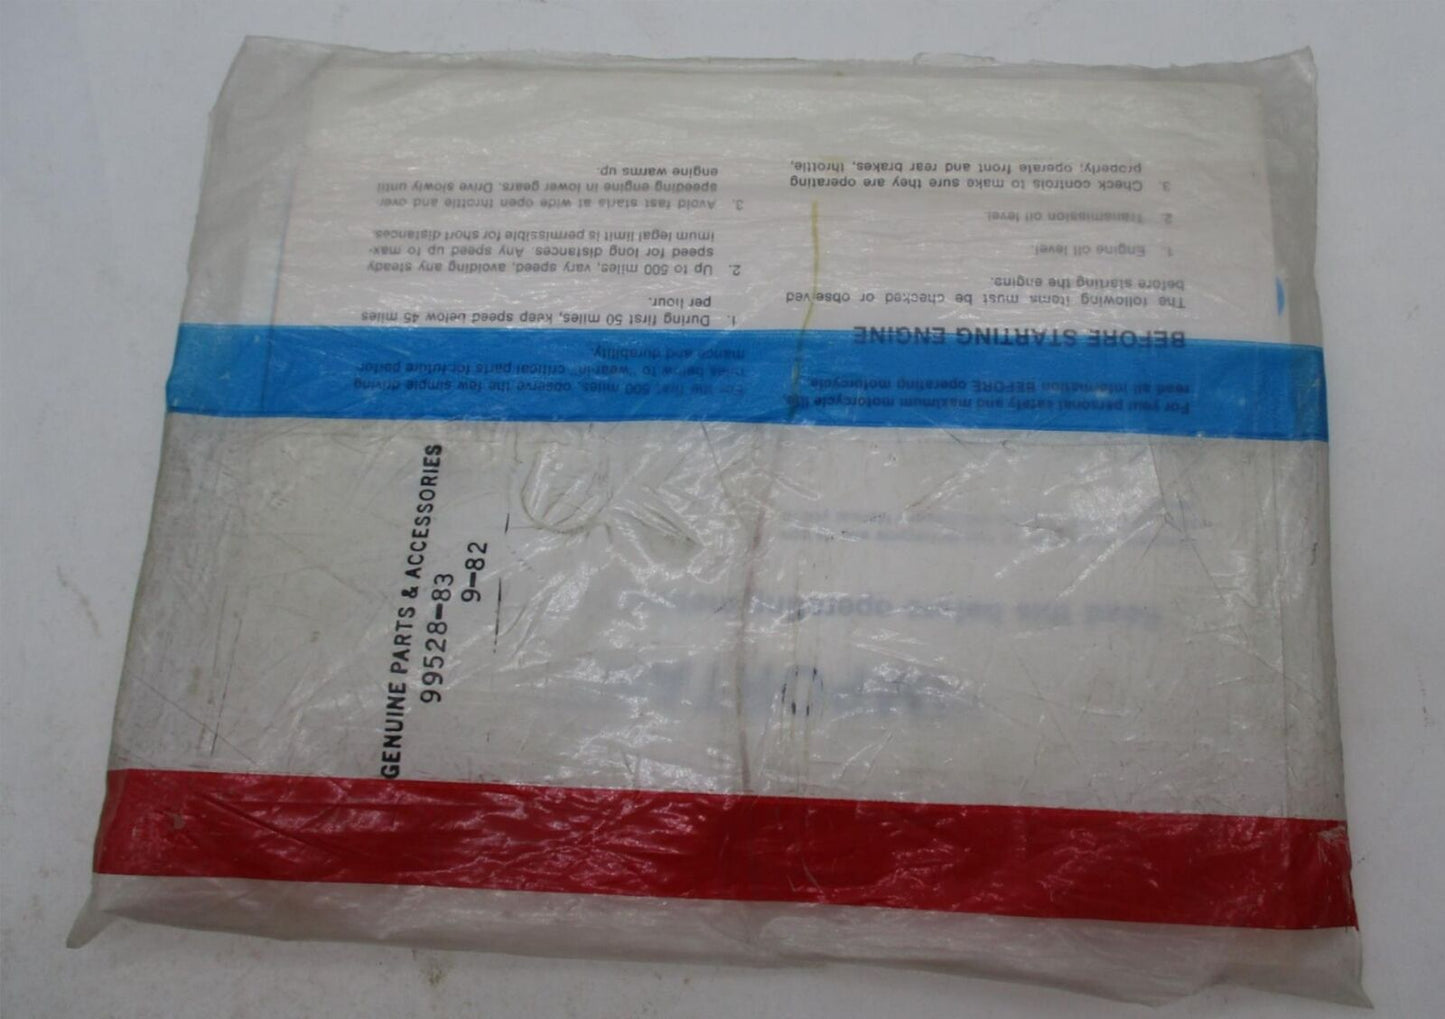 GENUINE PARTS & ACCESSORIES
99528-83
9-82
For your personal safety and maximum motorcycle life,
read all information BEFORE operating motorcycle.
BEFORE STARTING ENGINE
The following items must be checked or observed
before starting the engine.
1. Engine oil level.
2. Transmission oil level.
3. Check controls to make sure they are operating
properly; operate front and rear brakes, throttle,
For the first 500 miles, observe the few simple driving
rules below to "wear-in" critical parts for future perfor-
mance and durability.
1. During first 50 miles, keep speed below 45 miles
per hour.
2. Up to 500 miles, vary speed, avoiding any steady
speed for long distances. Any speed up to max-
imum legal limit is permissible for short distances.
3. Avoid fast starts at wide open throttle and over-
speeding engine in lower gears. Drive slowly until
engine warms up.
before operating